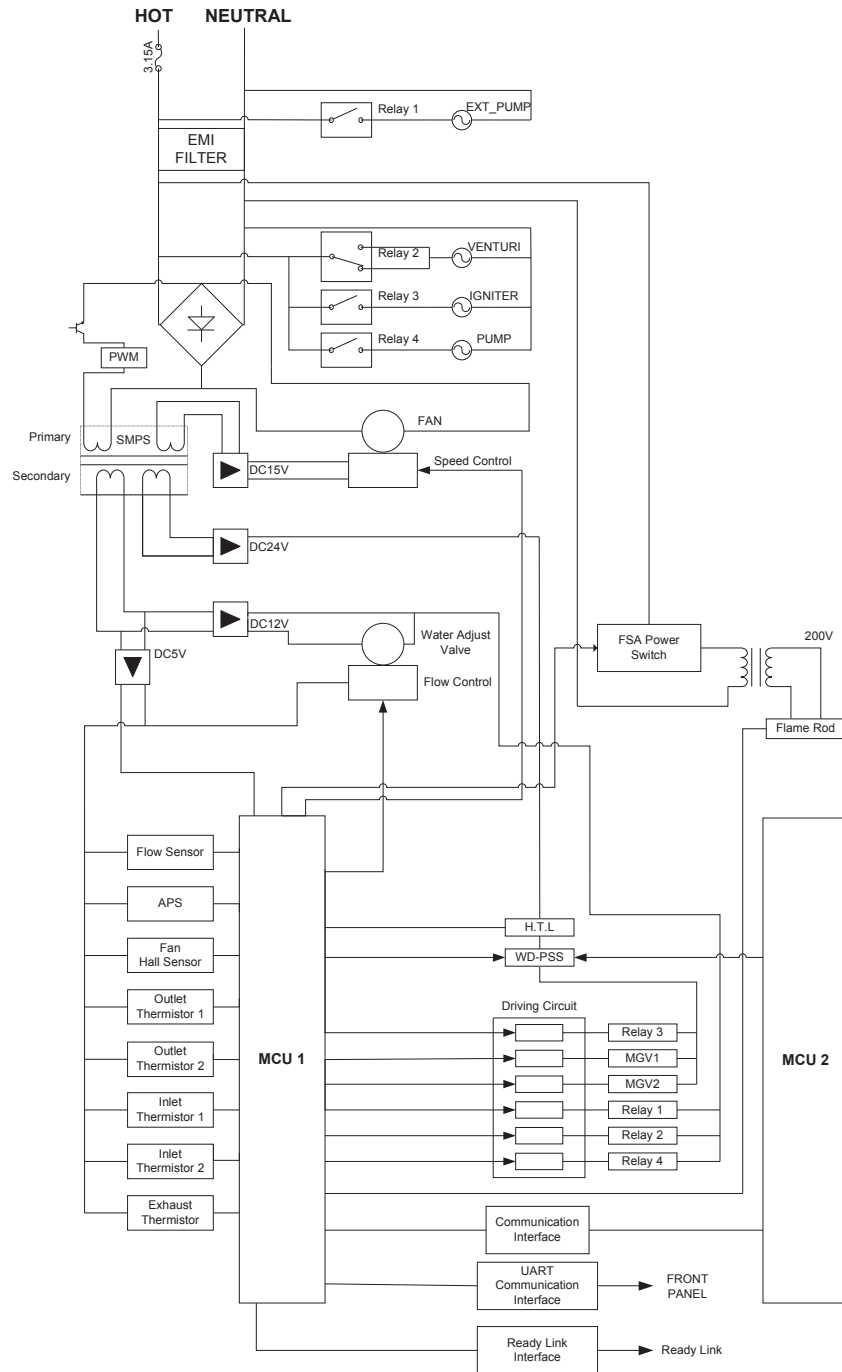 HOT
NEUTRAL
3.15A
Relay 1
EXT_PUMP
EMI
FILTER
Relay 2
VENTURI
Relay 3
IGNITER
Relay 4
PUMP
PWM
FAN
Primary
SMPS
Secondary
DC15V
Speed Control
DC24V
DC12V
Water Adjust
Valve
FSA Power
Switch
200V
DC5V
Flow Control
Flame Rod
Flow Sensor
APS
H.T.L
Fan
Hall Sensor
WD-PSS
Outlet
Thermistor 1
Driving Circuit
Relay 3
Outlet
Thermistor 2
MCU 1
MGV1
MCU 2
MGV2
Inlet
Thermistor 1
Relay 1
Relay 2
Inlet
Thermistor 2
Relay 4
Exhaust
Thermistor
Communication
Interface
UART
Communication
Interface
FRONT
PANEL
Ready Link
Interface
Ready Link